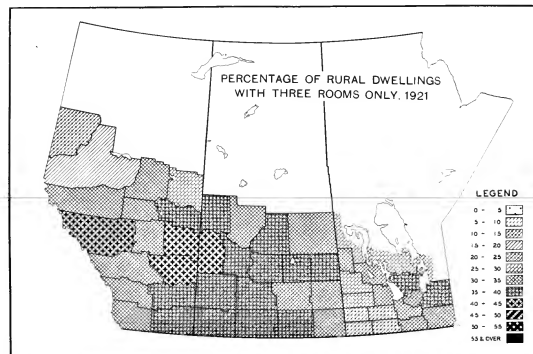 PERCENTAGE OF RURAL DWELLINGS
WITH THREE ROOMS ONLY, 1921
LEGEND
0 - 5
5 - 10
10 - 15
15 - 20
20 - 25
25 - 30
30 - 35
35 - 40
40 - 45
45 - 50
50 - 55
55 & OVER